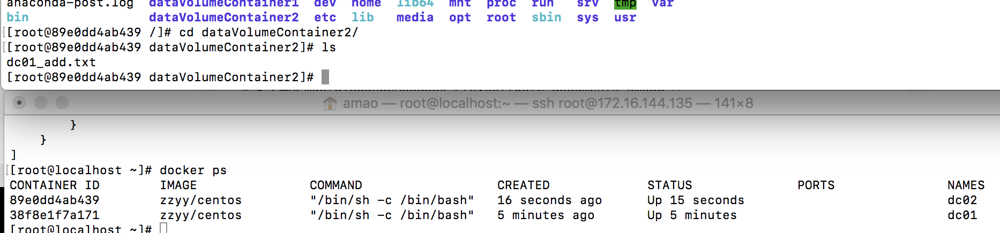 anaconda-post.log  dataVolumeContainer1  dev  home  lib64  mnt  proc  run  srv  tmp  var
bin  dataVolumeContainer2  etc  lib  media  opt  root  sbin  sys  usr
[[root@89e0dd4ab439 /]# cd dataVolumeContainer2/
[[root@89e0dd4ab439 dataVolumeContainer2]# ls
dc01_add.txt
[root@89e0dd4ab439 dataVolumeContainer2]#
amao — root@localhost:~ — ssh root@172.16.144.135 — 141×8
}
}
]
[[root@localhost ~]# docker ps
CONTAINER ID  IMAGE  COMMAND  CREATED  STATUS  PORTS  NAMES
89e0dd4ab439  zzyy/centos  "/bin/sh -c /bin/bash"  16 seconds ago  Up 15 seconds  dc02
38f8e1f7a171  zzyy/centos  "/bin/sh -c /bin/bash"  5 minutes ago  Up 5 minutes  dc01
[root@localhost ~]#